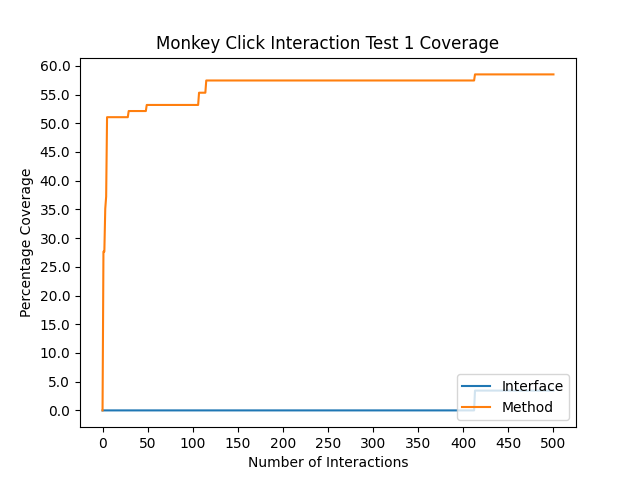 Monkey Click Interaction Test 1 Coverage
60.0
55.0
50.0
45.0
40.0
35.0
30.0
25.0
20.0
15.0
10.0
5.0
0.0
Percentage Coverage
Interface
Method
0 50 100 150 200 250 300 350 400 450 500
Number of Interactions